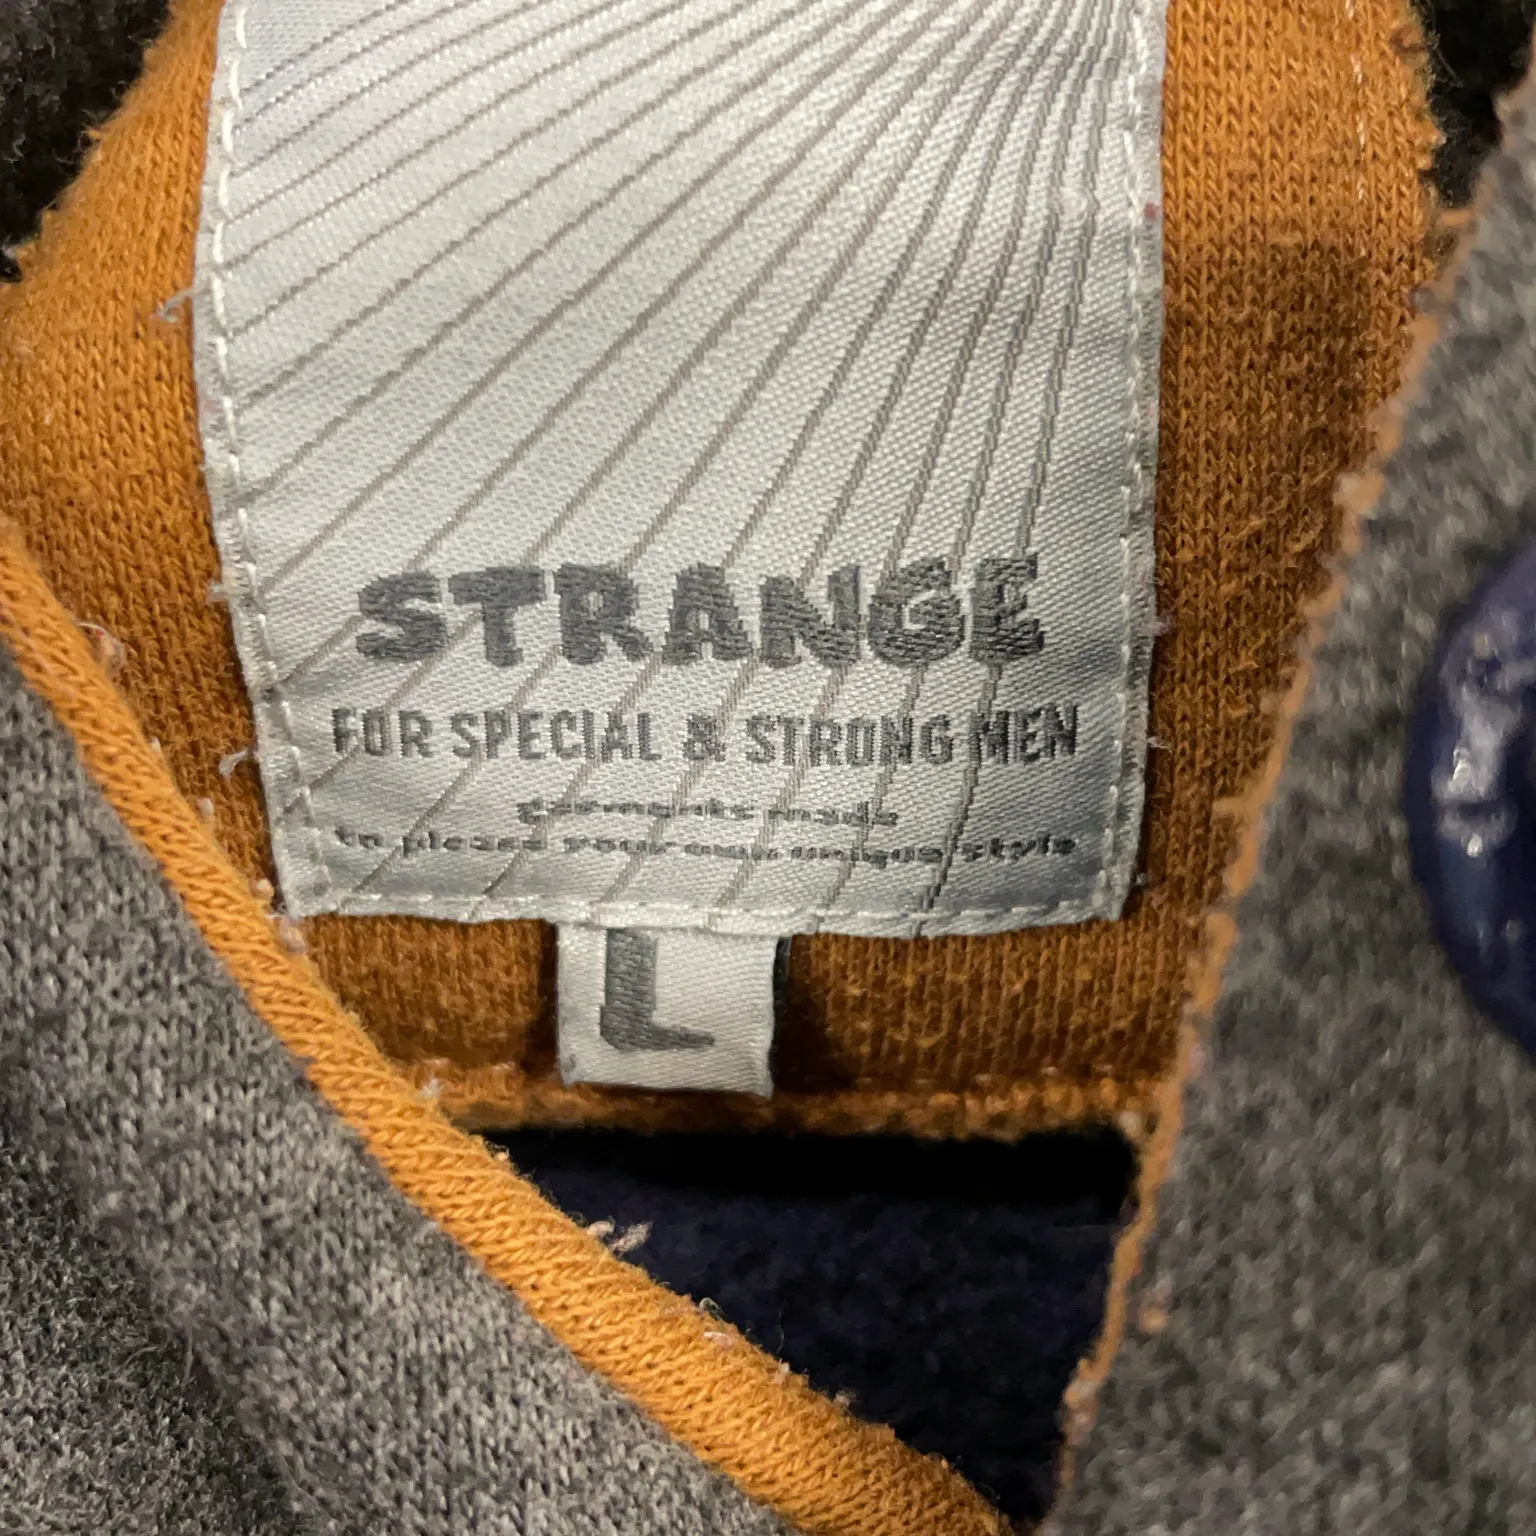 STRANGE
FOR SPECIAL & STRONG MEN
garments made
to please your own unique style
L